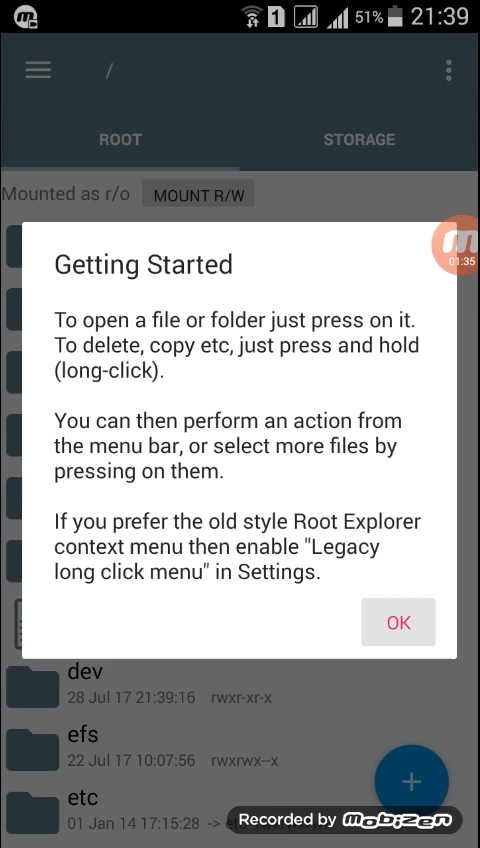 1
51%
21:39
/
ROOT
STORAGE
Mounted as r/o
MOUNT R/W
01:35
Getting Started
To open a file or folder just press on it.
To delete, copy etc, just press and hold
(long-click).
You can then perform an action from
the menu bar, or select more files by
pressing on them.
If you prefer the old style Root Explorer
context menu then enable "Legacy
long click menu" in Settings.
OK
dev
28 Jul 17 21:39:16 rwxr-xr-x
efs
22 Jul 17 10:07:56 rwxrwx--x
+
etc
01 Jan 14 17:15:28 ->
Recorded by mobizen